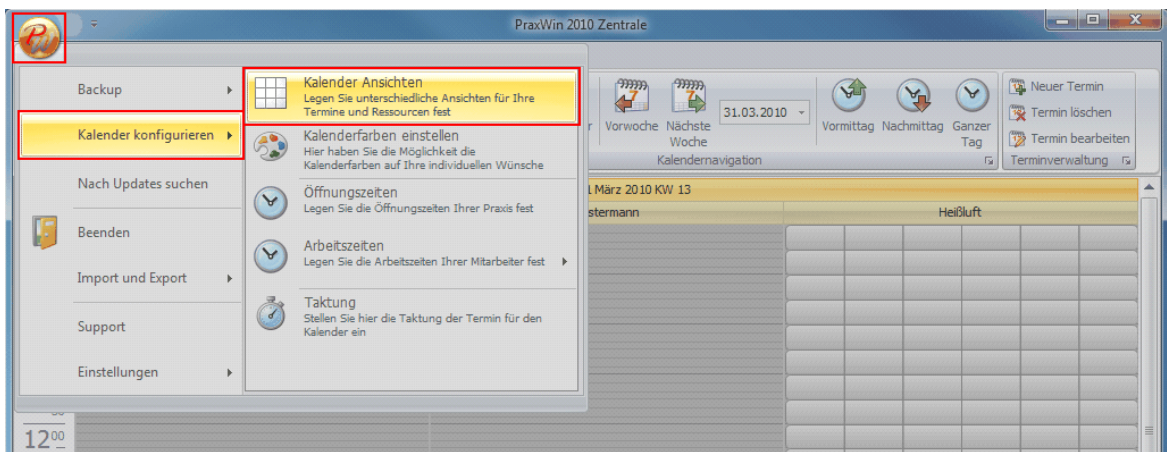 PraxWin 2010 Zentrale
Backup
Kalender konfigurieren
Nach Updates suchen
Beenden
Import und Export
Support
Einstellungen
Kalender Ansichten
Legen Sie unterschiedliche Ansichten für Ihre
Termine und Ressourcen fest
Kalenderfarben einstellen
Hier haben Sie die Möglichkeit die
Kalenderfarben auf Ihre individuellen Wünsche
Öffnungszeiten
Legen Sie die Öffnungszeiten Ihrer Praxis fest
Arbeitszeiten
Legen Sie die Arbeitszeiten Ihrer Mitarbeiter fest
Taktung
Stellen Sie hier die Taktung der Termin für den
Kalender ein
Vorwoche
Nächste
Woche
31.03.2010
Kalendernavigation
Vormittag
Nachmittag
Ganzer
Tag
Neuer Termin
Termin löschen
Termin bearbeiten
Terminverwaltung
März 2010 KW 13
stermann
Heißluft
12 00